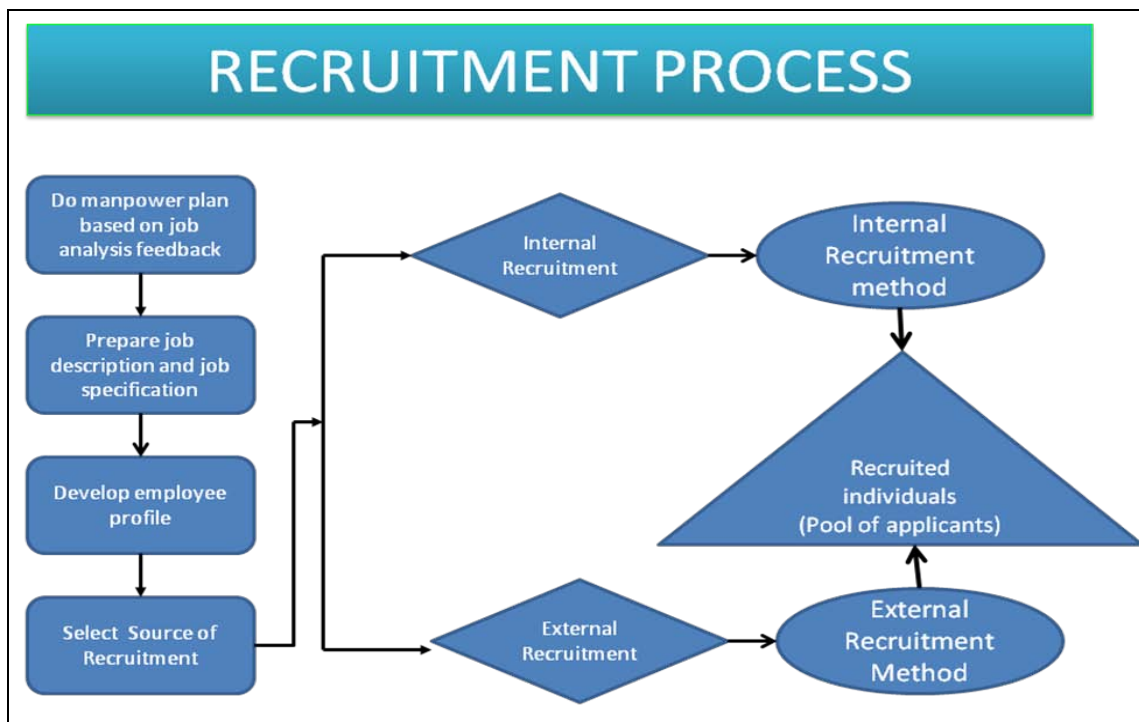 RECRUITMENT PROCESS
Do manpower plan
based on job
analysis feedback
Prepare job
description and job
specification
Develop employee
profile
Select Source of
Recruitment
Internal
Recruitment
Internal
Recruitment
method
Recruited
individuals
(Pool of applicants)
External
Recruitment
External
Recruitment
Method